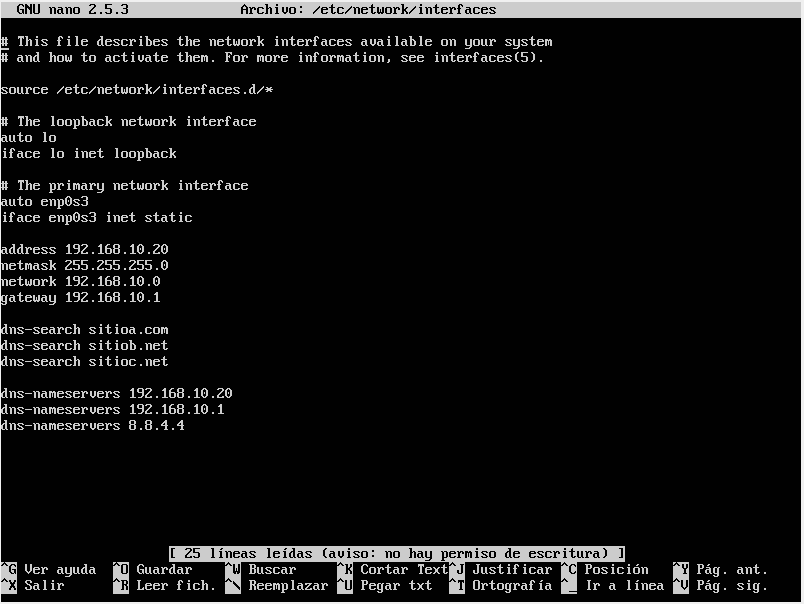 GNU nano 2.5.3 Archivo: /etc/network/interfaces
# This file describes the network interfaces available on your system
# and how to activate them. For more information, see interfaces(5).
source /etc/network/interfaces.d/*
# The loopback network interface
auto lo
iface lo inet loopback
# The primary network interface
auto enp0s3
iface enp0s3 inet static
address 192.168.10.20
netmask 255.255.255.0
network 192.168.10.0
gateway 192.168.10.1
dns-search sitioa.com
dns-search sitiob.net
dns-search sitioc.net
dns-nameservers 192.168.10.20
dns-nameservers 192.168.10.1
dns-nameservers 8.8.4.4
[ 25 líneas leídas (aviso: no hay permiso de escritura) ]
^G Ver ayuda ^O Guardar ^W Buscar ^K Cortar Text ^J Justificar ^C Posición ^Y Pág. ant.
^X Salir ^R Leer fich. ^\ Reemplazar ^U Pegar txt ^T Ortografía ^_ Ir a línea ^V Pág. sig.